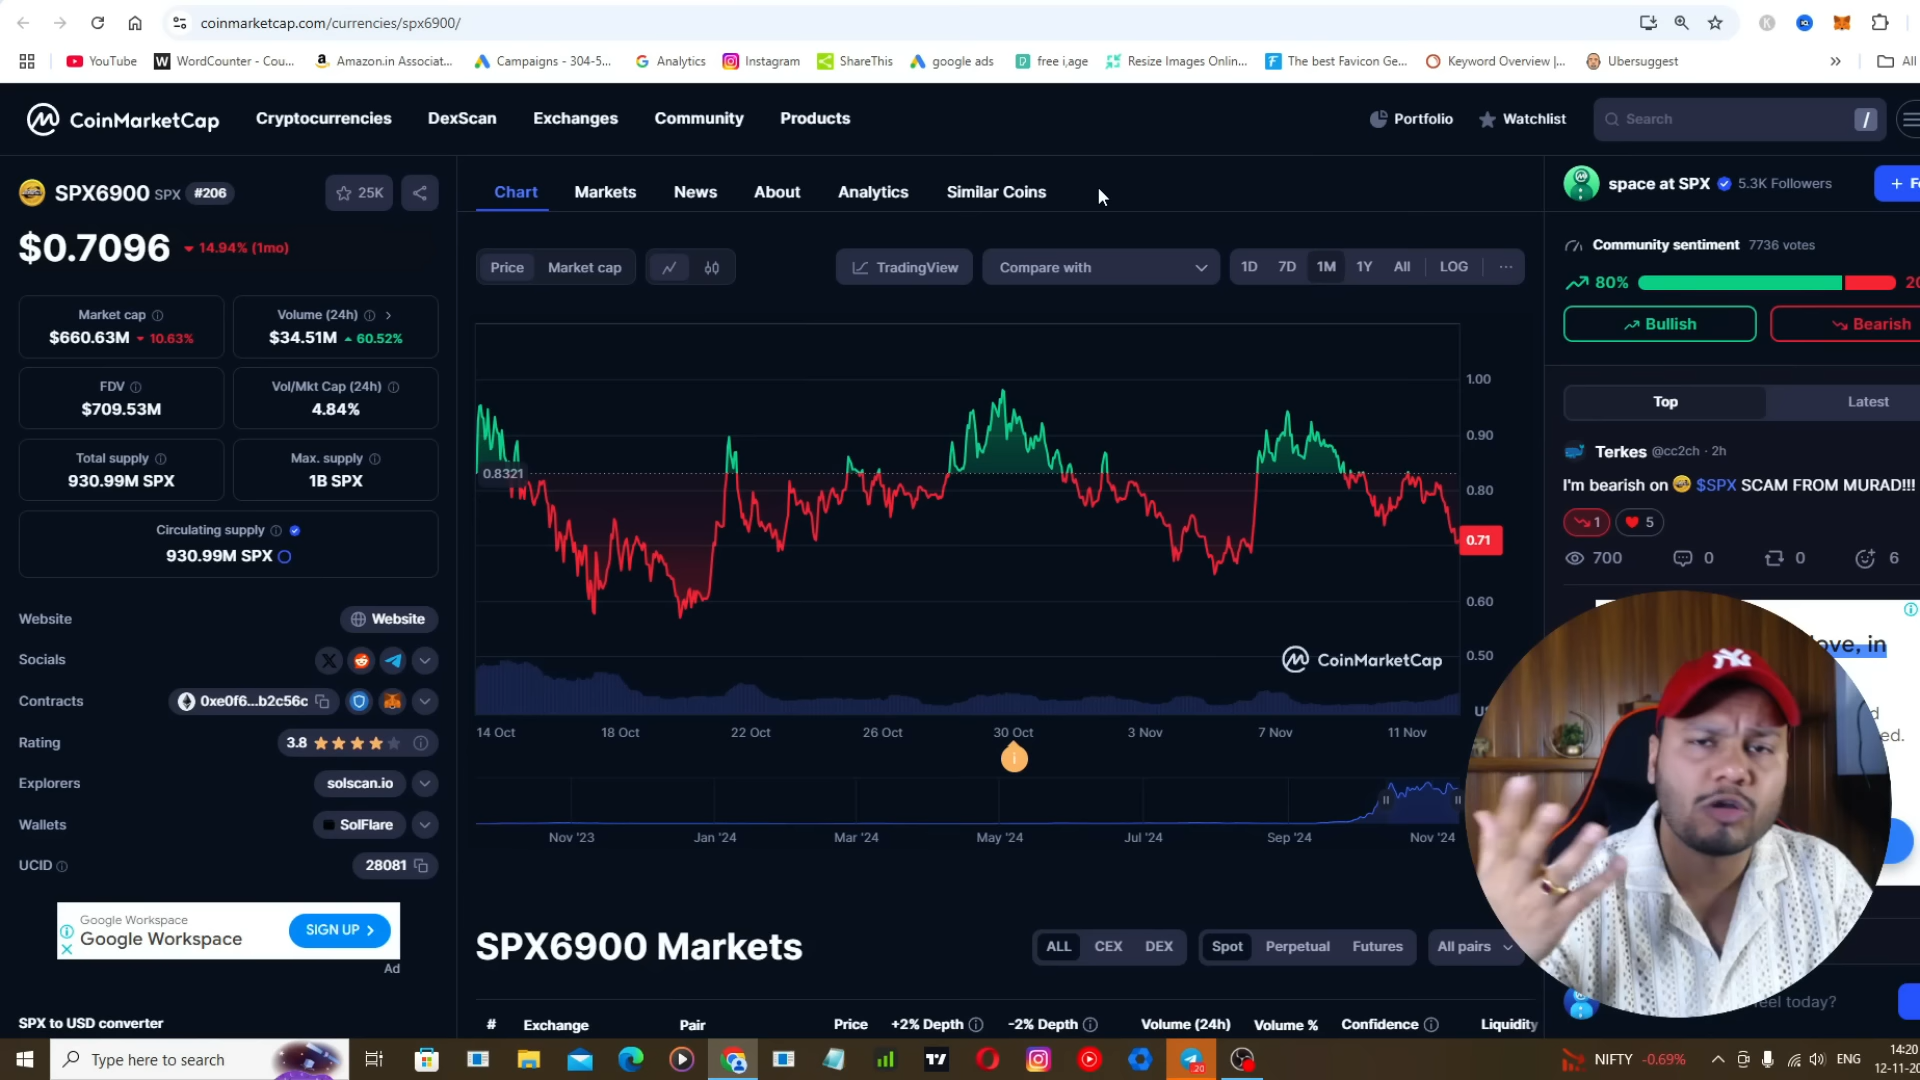 coinmarketcap.com/currencies/spx6900/
YouTube
WordCounter - Cou...
Amazon.in Associat...
Campaigns - 304-5...
Analytics
Instagram
ShareThis
google ads
free i,age
Resize Images Onlin...
The best Favicon Ge...
Keyword Overview |...
Ubersuggest
»
All
CoinMarketCap
Cryptocurrencies
DexScan
Exchanges
Community
Products
Portfolio
Watchlist
Search
/
SPX6900 SPX #206
25K
$0.7096 14.94% (1mo)
Market cap
$660.63M 10.63%
Volume (24h)
$34.51M 60.52%
FDV
$709.53M
Vol/Mkt Cap (24h)
4.84%
Total supply
930.99M SPX
Max. supply
1B SPX
Circulating supply
930.99M SPX
Website
Website
Socials
Contracts
0xe0f6...b2c56c
Rating
3.8
Explorers
solscan.io
Wallets
SolFlare
UCID
28081
Google Workspace
Google Workspace
SIGN UP
Ad
SPX to USD converter
Chart
Markets
News
About
Analytics
Similar Coins
Price
Market cap
TradingView
Compare with
1D
7D
1M
1Y
All
LOG
...
1.00
0.90
0.8321
0.80
0.71
0.60
0.50
CoinMarketCap
14 Oct
18 Oct
22 Oct
26 Oct
30 Oct
3 Nov
7 Nov
11 Nov
Nov '23
Jan '24
Mar '24
May '24
Jul '24
Sep '24
Nov '24
SPX6900 Markets
ALL
CEX
DEX
Spot
Perpetual
Futures
All pairs
#
Exchange
Pair
Price
+2% Depth
-2% Depth
Volume (24h)
Volume %
Confidence
Liquidity
space at SPX 5.3K Followers
+ F
Community sentiment 7736 votes
80%
20
Bullish
Bearish
Top
Latest
Terkes @cc2ch · 2h
I'm bearish on $SPX SCAM FROM MURAD!!!
1
5
700
0
0
6
ove, in
ed.
NY
eel today?
Type here to search
20
NIFTY -0.69%
ENG
14:20
12-11-20